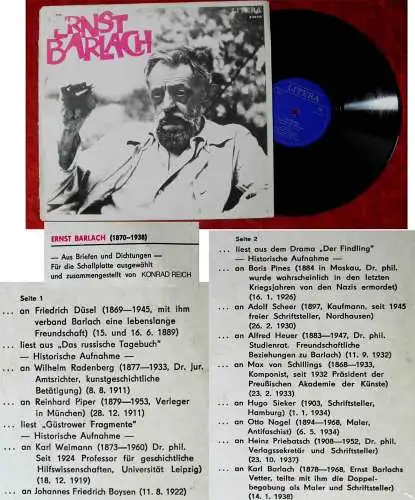 ERNST
BARLACH
LITERA
LITERA
ERNST BARLACH (1870—1938)
— Aus Briefen und Dichtungen —
Für die Schallplatte ausgewählt
und zusammengestellt von KONRAD REICH
Seite 1
... an Friedrich Düsel (1869—1945, mit ihm
verband Barlach eine lebenslange
Freundschaft) (15. und 16. 6. 1889)
... liest aus „Das russische Tagebuch"
— Historische Aufnahme —
... an Wilhelm Radenberg (1877—1933, Dr. jur.
Amtsrichter, kunstgeschichtliche
Betätigung) (8. 8. 1911)
... an Reinhard Piper (1879—1953, Verleger
in München) (28. 12. 1911)
... liest „Güstrower Fragmente"
— Historische Aufnahme —
... an Karl Weimann (1873—1960) Dr. phil.
Seit 1924 Professor für geschichtliche
Hilfswissenschaften, Universität Leipzig)
(18. 12. 1919)
... an Johannes Friedrich Boysen (11. 8. 1922)
Seite 2
... liest aus dem Drama „Der Findling"
— Historische Aufnahme —
... an Boris Pines (1884 in Moskau, Dr. phil.
wurde wahrscheinlich in den letzten
Kriegsjahren von den Nazis ermordet)
(16. 1. 1926)
... an Adolf Scheer (1897, Kaufmann, seit 1945
freier Schriftsteller, Nordhausen)
(26. 2. 1930)
... an Alfred Heuer (1883—1947, Dr. phil.
Studienrat. Freundschaftliche
Beziehungen zu Barlach) (11. 9. 1932)
... an Max von Schillings (1868—1933,
Komponist, seit 1932 Präsident der
Preußischen Akademie der Künste)
(23. 2. 1933)
... an Hugo Sieker (1903, Schriftsteller,
Hamburg) (1. 1. 1934)
... an Otto Nagel (1894—1968, Maler,
Antifaschist) (6. 5. 1934)
... an Heinz Priebatsch (1908—1952, Dr. phil.
Verlagssekretär und Schriftsteller)
(23. 10. 1937)
... an Karl Barlach (1878—1968, Ernst Barlachs
Vetter, teilte mit ihm die Doppel-
begabung als Maler und Schriftsteller)
(14. 1. 1938)